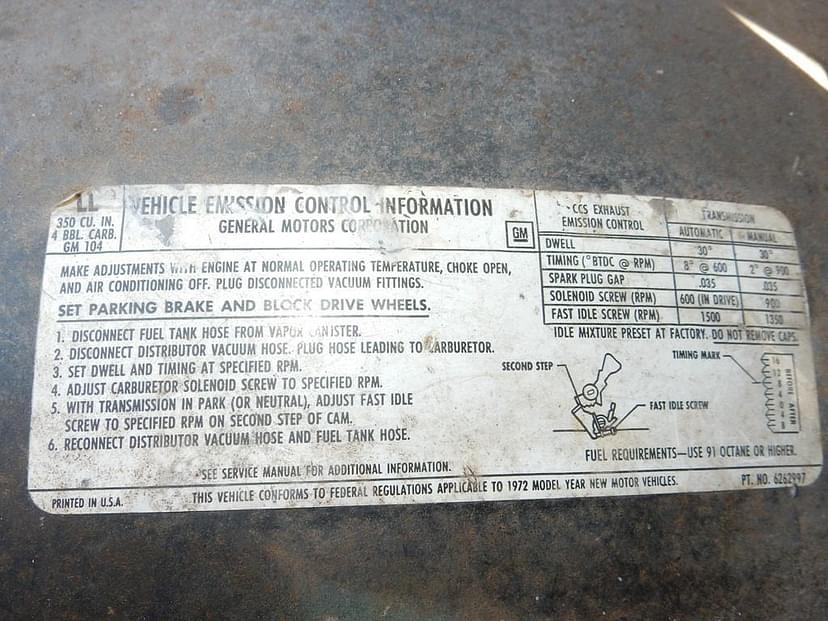 LL
350 CU. IN.
4 BBL. CARB.
GM 104
VEHICLE EMISSION CONTROL INFORMATION
GENERAL MOTORS CORPORATION
GM
MAKE ADJUSTMENTS WITH ENGINE AT NORMAL OPERATING TEMPERATURE, CHOKE OPEN,
AND AIR CONDITIONING OFF. PLUG DISCONNECTED VACUUM FITTINGS.
SET PARKING BRAKE AND BLOCK DRIVE WHEELS.
1. DISCONNECT FUEL TANK HOSE FROM VAPOR CANISTER.
2. DISCONNECT DISTRIBUTOR VACUUM HOSE. PLUG HOSE LEADING TO CARBURETOR.
3. SET DWELL AND TIMING AT SPECIFIED RPM.
4. ADJUST CARBURETOR SOLENOID SCREW TO SPECIFIED RPM.
5. WITH TRANSMISSION IN PARK (OR NEUTRAL), ADJUST FAST IDLE
SCREW TO SPECIFIED RPM ON SECOND STEP OF CAM.
6. RECONNECT DISTRIBUTOR VACUUM HOSE AND FUEL TANK HOSE.
SEE SERVICE MANUAL FOR ADDITIONAL INFORMATION.
CCS EXHAUST
EMISSION CONTROL
TRANSMISSION
AUTOMATIC MANUAL
DWELL 30° 30°
TIMING (°BTDC @ RPM) 8° @ 600 2° @ 900
SPARK PLUG GAP .035 .035
SOLENOID SCREW (RPM) 600 (IN DRIVE) 900
FAST IDLE SCREW (RPM) 1500 1350
IDLE MIXTURE PRESET AT FACTORY. DO NOT REMOVE CAPS.
SECOND STEP
FAST IDLE SCREW
TIMING MARK
16
12
8
4
0
4
8
BEFORE AFTER
FUEL REQUIREMENTS—USE 91 OCTANE OR HIGHER.
PRINTED IN U.S.A.
THIS VEHICLE CONFORMS TO FEDERAL REGULATIONS APPLICABLE TO 1972 MODEL YEAR NEW MOTOR VEHICLES.
PT. NO. 6262997